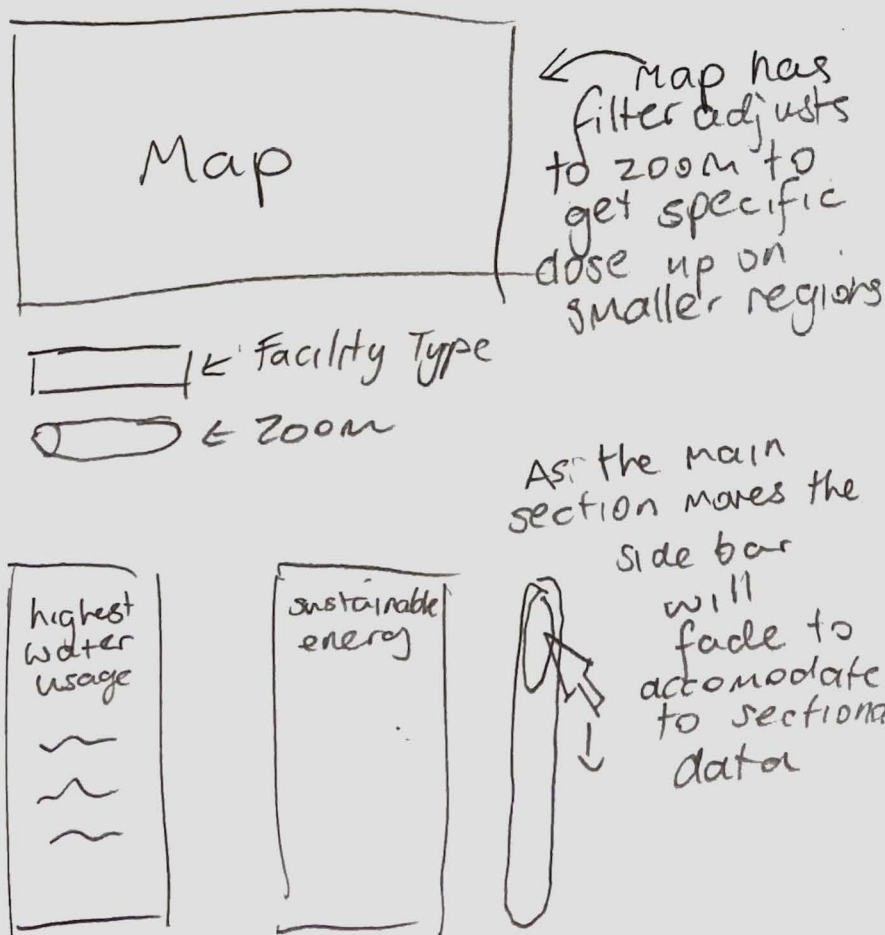 Map
Map has
filter adjusts
to zoom to
get specific
close up on
smaller regions
Facility Type
zoom
As the main
section moves the
side bar
will
fade to
accomodate
to sectiona
data
highest
water
usage
sustainable
energy